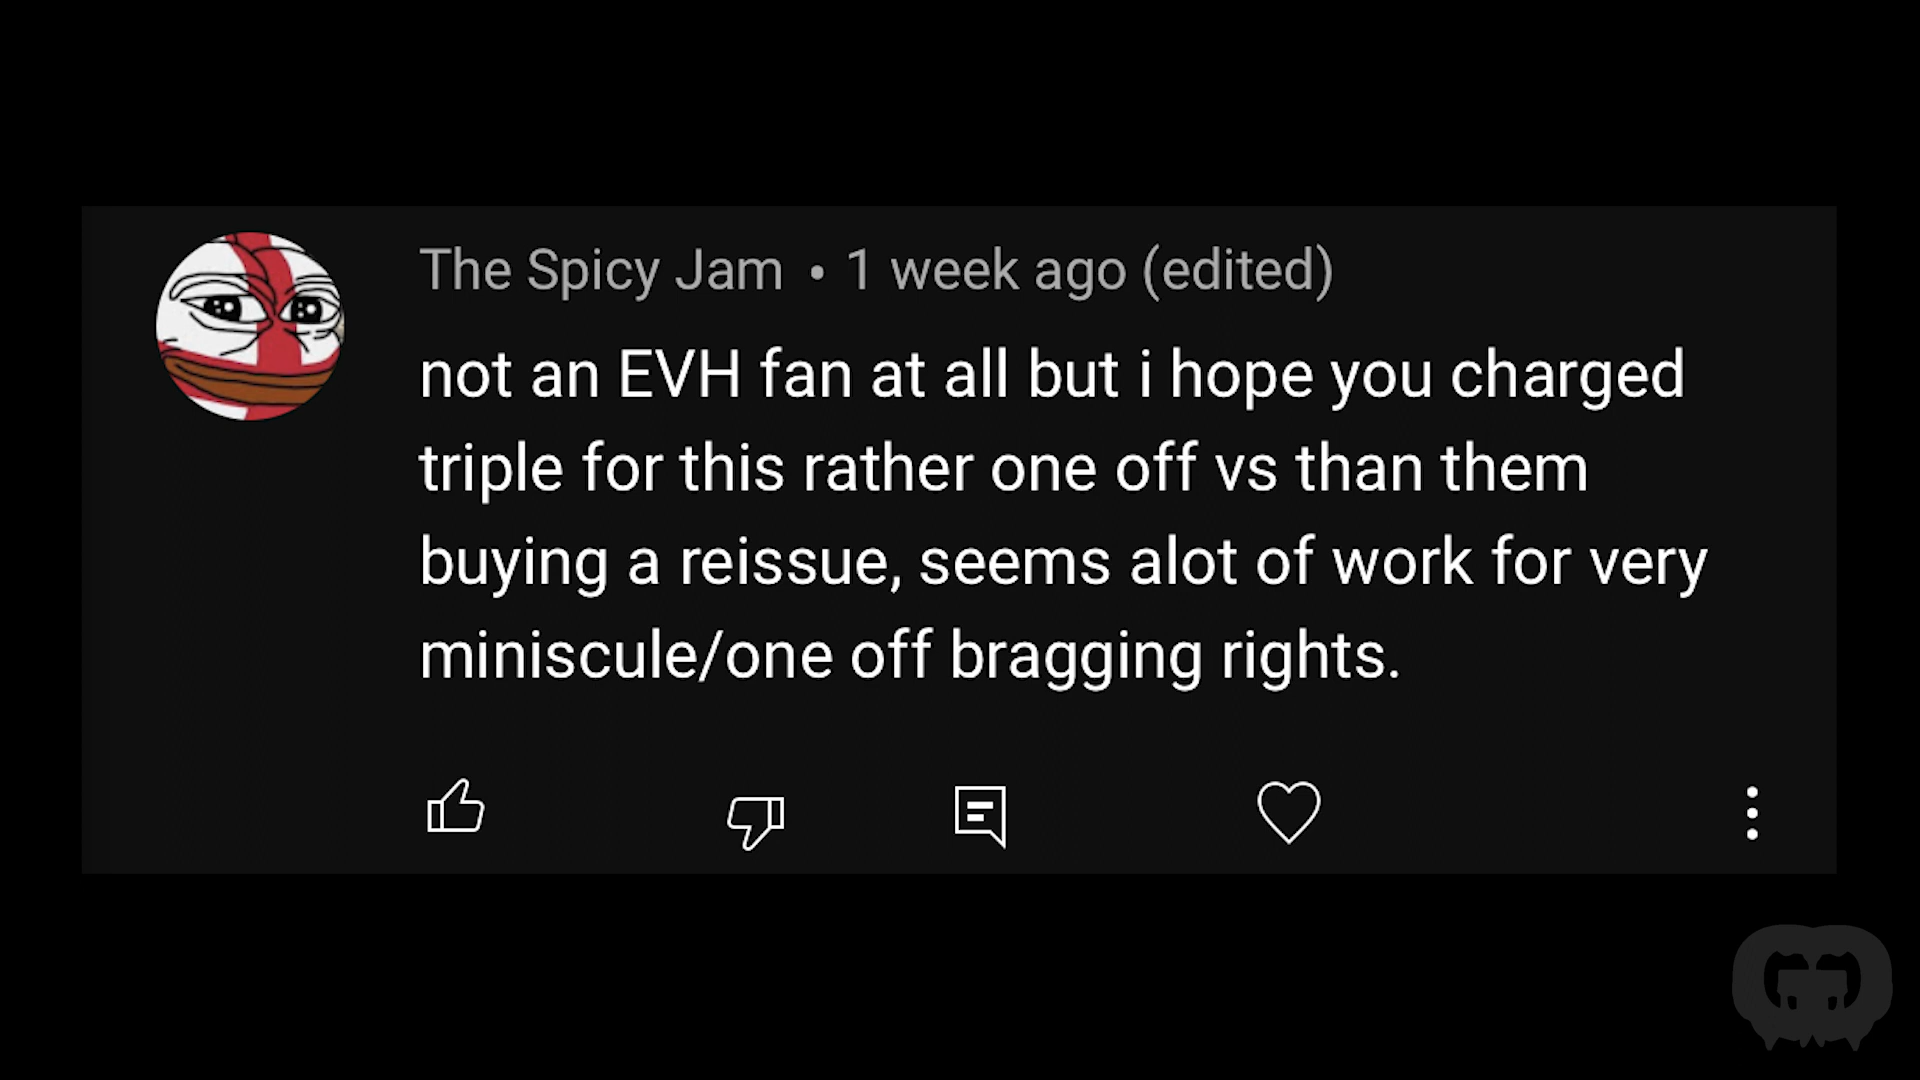 The Spicy Jam • 1 week ago (edited)
not an EVH fan at all but i hope you charged
triple for this rather one off vs than them
buying a reissue, seems alot of work for very
miniscule/one off bragging rights.